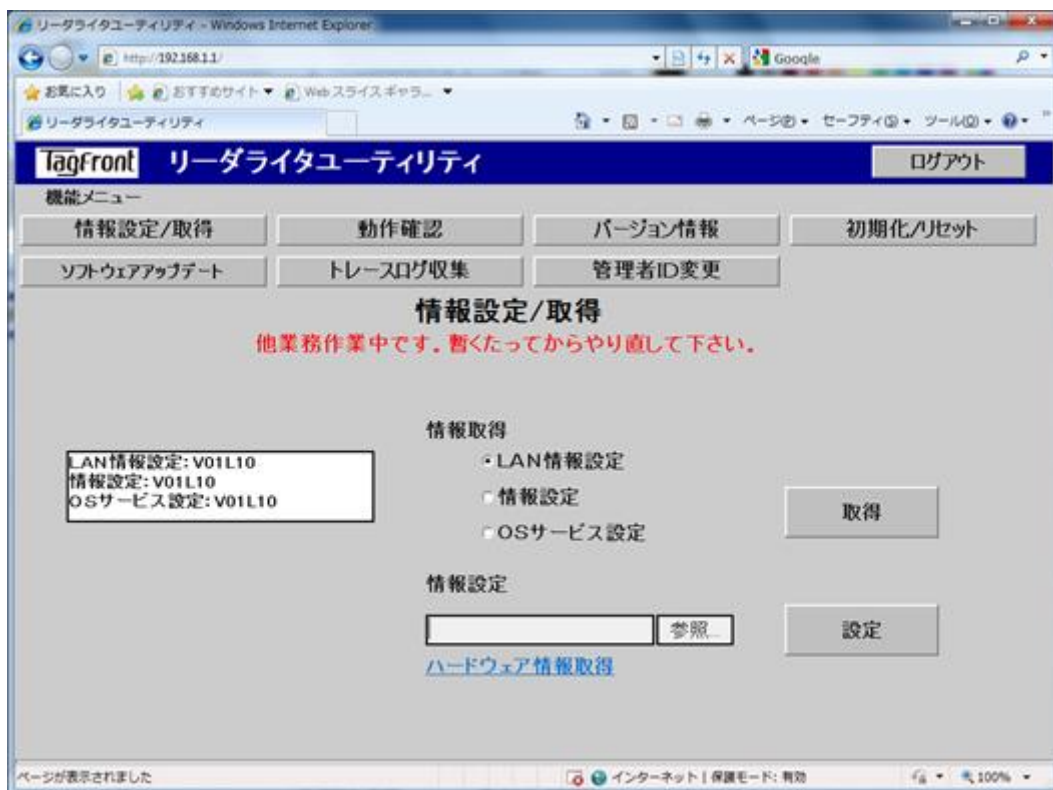 リーダライタユーティリティ - Windows Internet Explorer
http://192.168.1.1/
Google
お気に入り おすすめサイト Web スライス ギャラ...
リーダライタユーティリティ
ページ(P) セーフティ(S) ツール(O)
TagFront リーダライタユーティリティ ログアウト
機能メニュー
情報設定/取得 動作確認 バージョン情報 初期化/リセット
ソフトウェアアップデート トレースログ収集 管理者ID変更
情報設定/取得
他業務作業中です。暫くたってからやり直して下さい。
情報取得
LAN情報設定: V01L10
情報設定: V01L10
OSサービス設定: V01L10
LAN情報設定
情報設定
OSサービス設定
取得
情報設定
参照...
設定
ハードウェア情報取得
ページが表示されました インターネット | 保護モード: 有効 100%